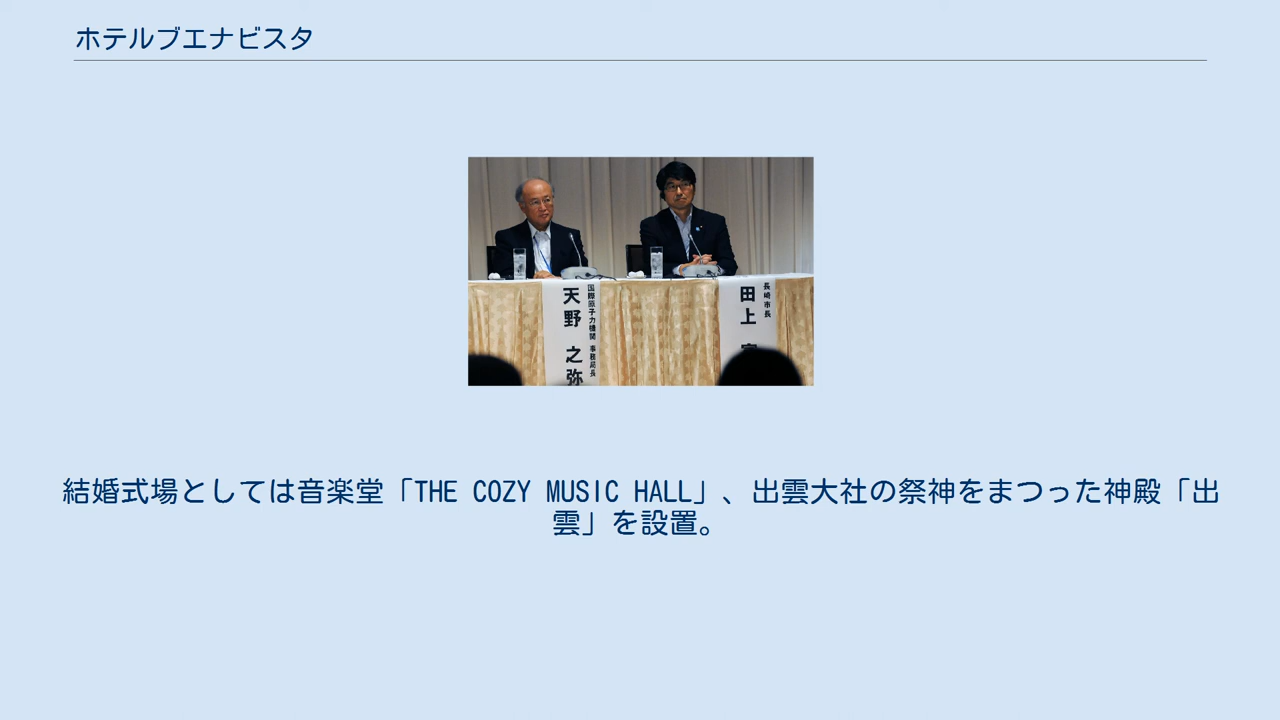 ホテルブエナビスタ
国際原子力機関 事務局長
天野 之弥
長崎市長
田上
結婚式場としては音楽堂「THE COZY MUSIC HALL」、出雲大社の祭神をまつった神殿「出
雲」を設置。